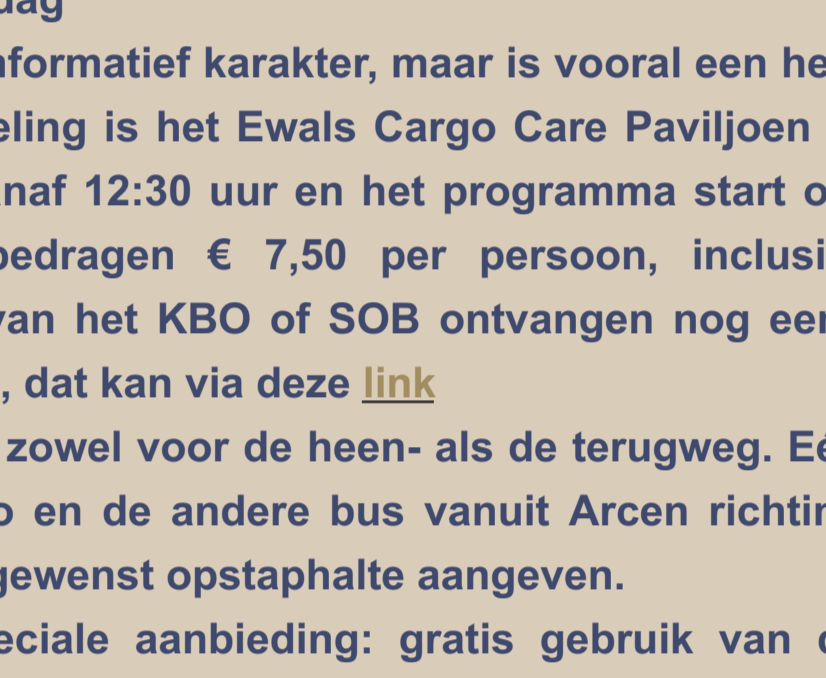 dag
nformatief karakter, maar is vooral een he
eling is het Ewals Cargo Care Paviljoen
naf 12:30 uur en het programma start o
bedragen € 7,50 per persoon, inclusi
van het KBO of SOB ontvangen nog een
, dat kan via deze link
zowel voor de heen- als de terugweg. Eé
o en de andere bus vanuit Arcen richtin
gewenst opstaphalte aangeven.
eciale aanbieding: gratis gebruik van